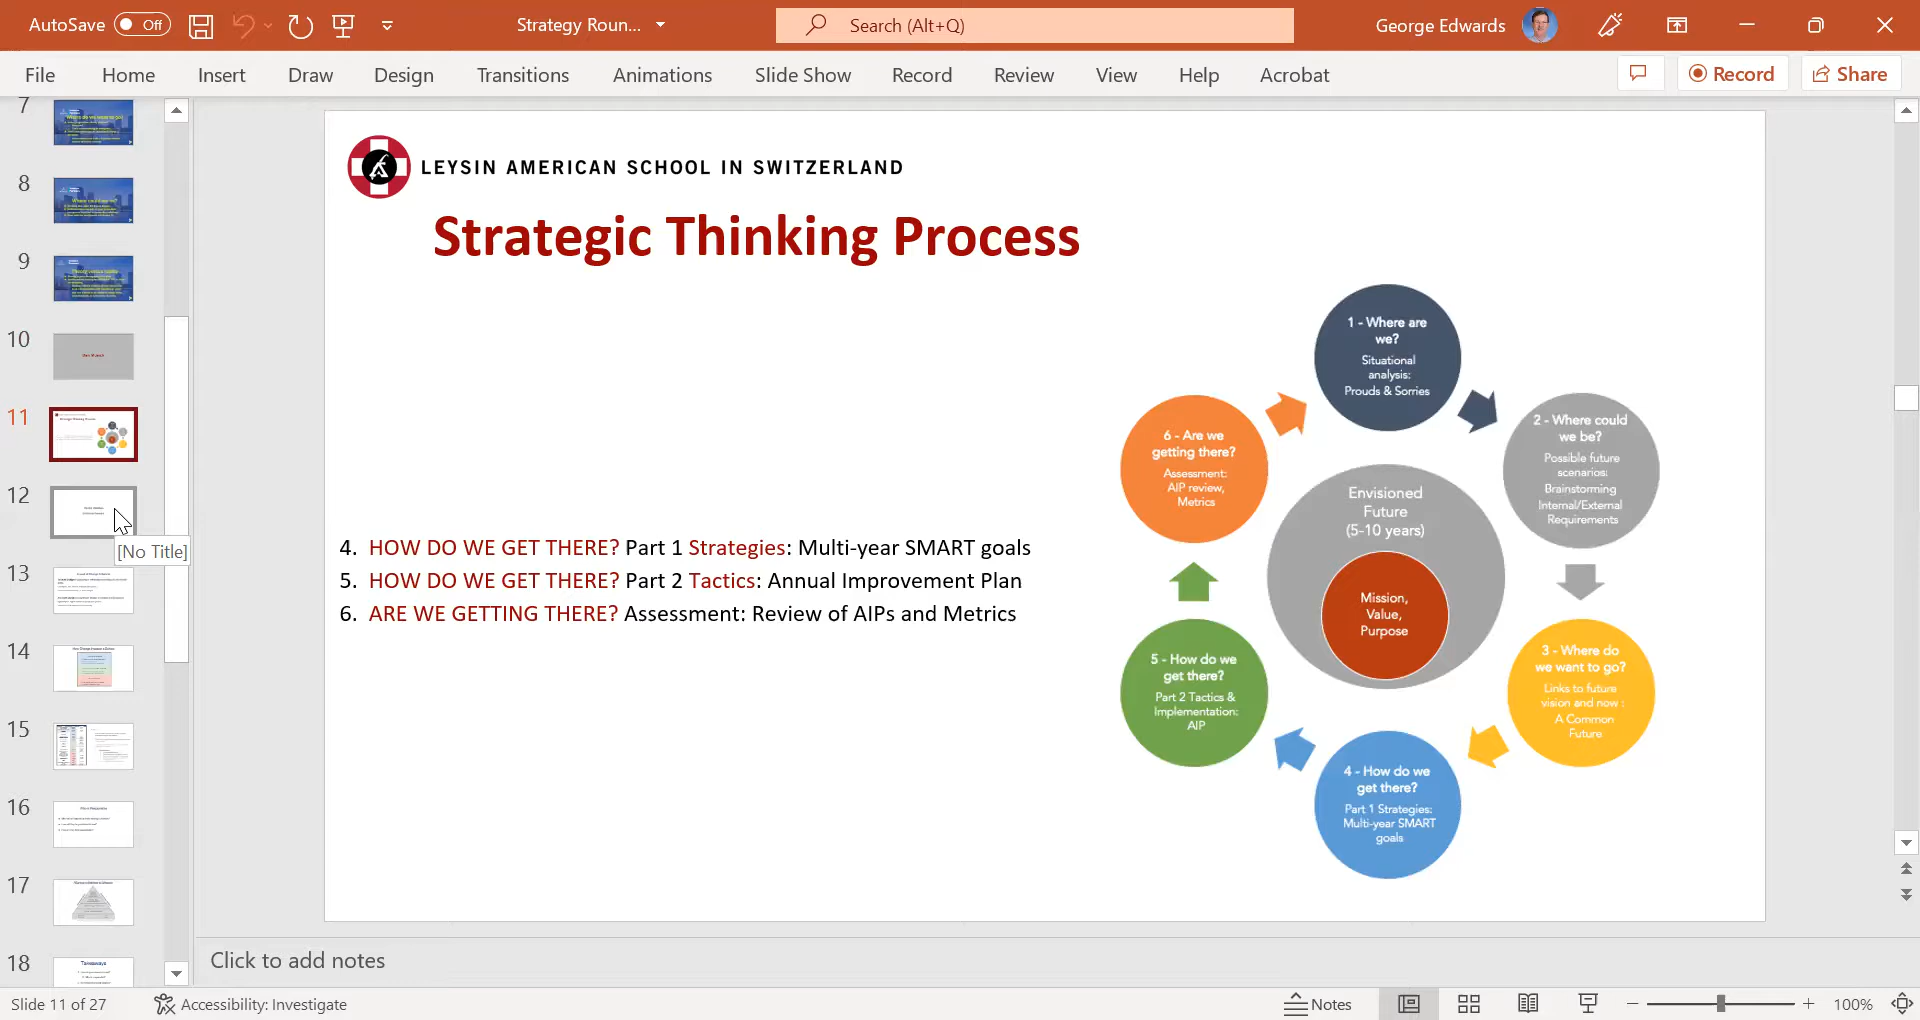 AutoSave Off
Strategy Roun...
Search (Alt+Q)
George Edwards
File Home Insert Draw Design Transitions Animations Slide Show Record Review View Help Acrobat
Record
Share
7
8
9
10
11
12
[No Title]
13
14
15
16
17
18
Takeaways
LEYSIN AMERICAN SCHOOL IN SWITZERLAND
Strategic Thinking Process
4. HOW DO WE GET THERE? Part 1 Strategies: Multi-year SMART goals
5. HOW DO WE GET THERE? Part 2 Tactics: Annual Improvement Plan
6. ARE WE GETTING THERE? Assessment: Review of AIPs and Metrics
1 - Where are
we?
Situational
analysis:
Prouds & Sorries
2 - Where could
we be?
Possible future
scenarios:
Brainstorming
Internal/External
Requirements
3 - Where do
we want to go?
Links to future
vision and now :
A Common
Future
4 - How do we
get there?
Part 1 Strategies:
Multi-year SMART
goals
5 - How do we
get there?
Part 2 Tactics &
Implementation:
AIP
6 - Are we
getting there?
Assessment:
AIP review,
Metrics
Envisioned
Future
(5-10 years)
Mission,
Value,
Purpose
Click to add notes
Slide 11 of 27
Accessibility: Investigate
Notes
100%